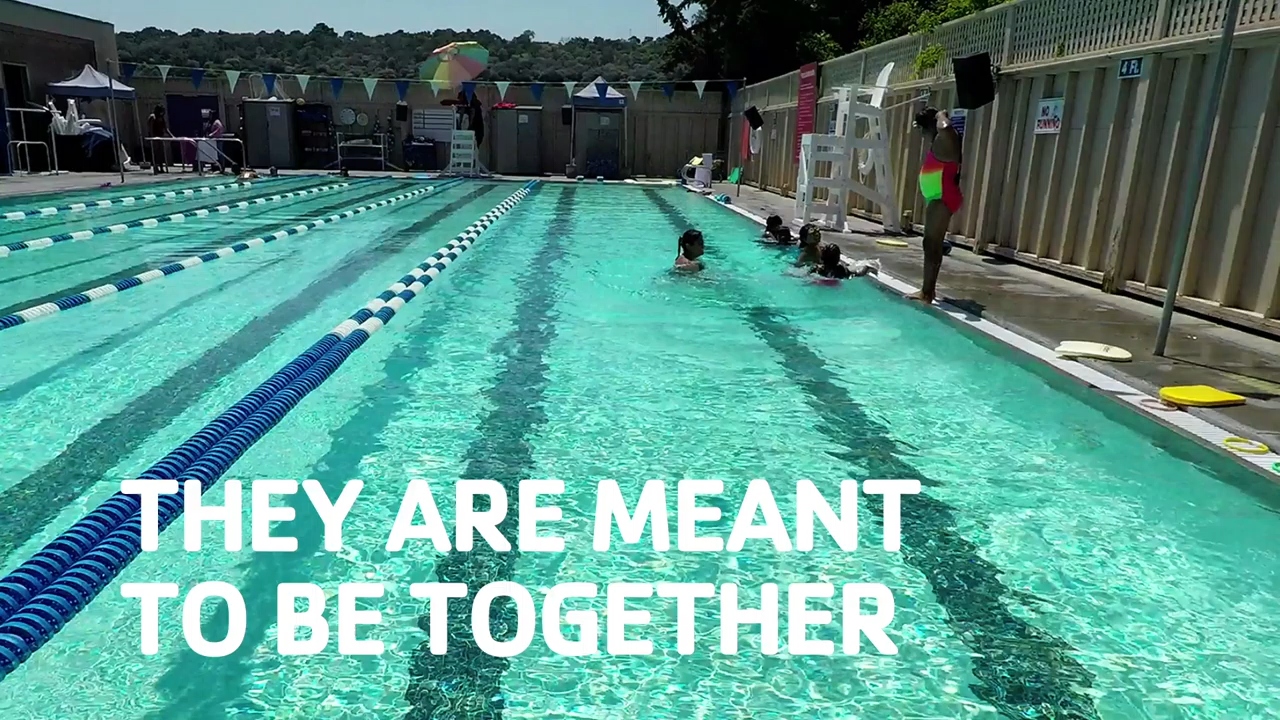 4 FT.
NO
RUNNING
THEY ARE MEANT
TO BE TOGETHER